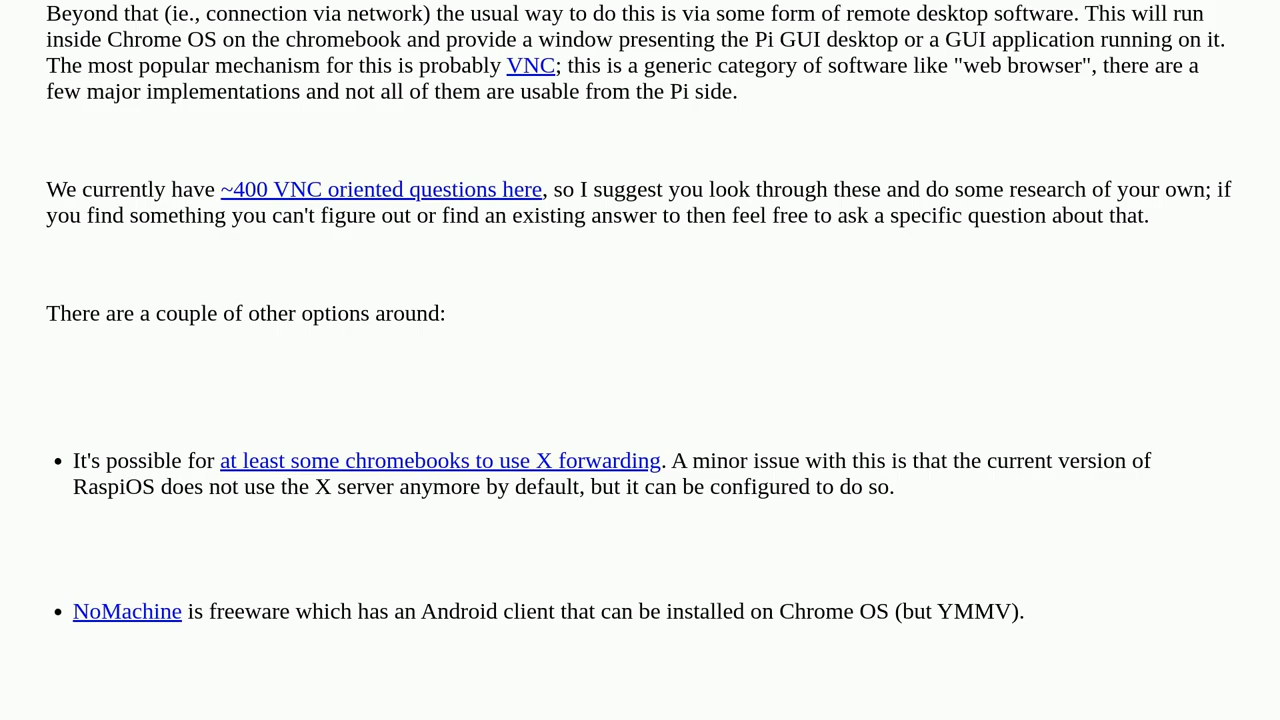 Beyond that (ie., connection via network) the usual way to do this is via some form of remote desktop software. This will run
inside Chrome OS on the chromebook and provide a window presenting the Pi GUI desktop or a GUI application running on it.
The most popular mechanism for this is probably VNC; this is a generic category of software like "web browser", there are a
few major implementations and not all of them are usable from the Pi side.
We currently have ~400 VNC oriented questions here, so I suggest you look through these and do some research of your own; if
you find something you can't figure out or find an existing answer to then feel free to ask a specific question about that.
There are a couple of other options around:
• It's possible for at least some chromebooks to use X forwarding. A minor issue with this is that the current version of
RaspiOS does not use the X server anymore by default, but it can be configured to do so.
• NoMachine is freeware which has an Android client that can be installed on Chrome OS (but YMMV).